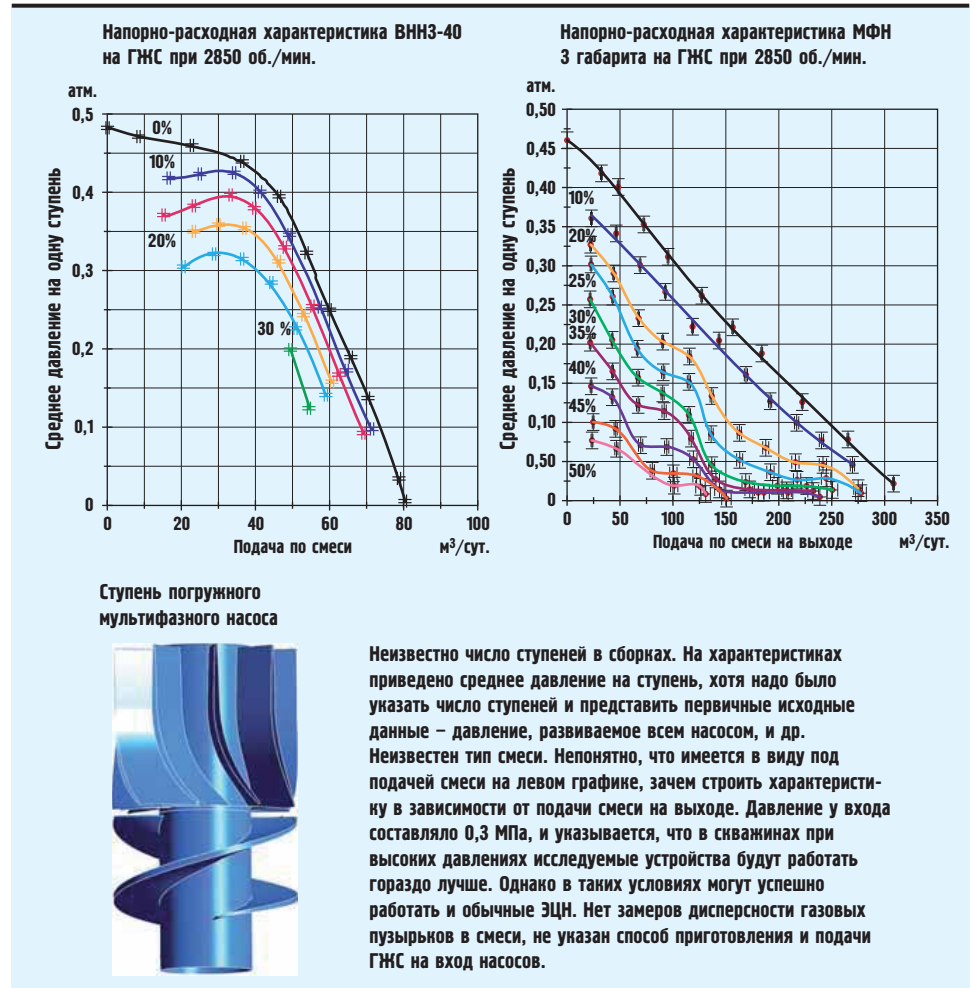 Напорно-расходная характеристика ВНН3-40
на ГЖС при 2850 об./мин.
атм.
0,5
0,4
0,3
0,2
0,1
0
Среднее давление на одну ступень
0%
10%
20%
30 %
0
20
40
60
80
100
Подача по смеси
м³/сут.
Напорно-расходная характеристика МФН
3 габарита на ГЖС при 2850 об./мин.
атм.
0,50
0,45
0,40
0,35
0,30
0,25
0,20
0,15
0,10
0,50
0
Среднее давление на одну ступень
10%
20%
25%
30%
35%
40%
45%
50%
0
50
100
150
200
250
300
350
Подача по смеси на выходе
м³/сут.
Ступень погружного
мультифазного насоса
Неизвестно число ступеней в сборках. На характеристиках
приведено среднее давление на ступень, хотя надо было
указать число ступеней и представить первичные исходные
данные – давление, развиваемое всем насосом, и др.
Неизвестен тип смеси. Непонятно, что имеется в виду под
подачей смеси на левом графике, зачем строить характеристи-
ку в зависимости от подачи смеси на выходе. Давление у входа
составляло 0,3 МПа, и указывается, что в скважинах при
высоких давлениях исследуемые устройства будут работать
гораздо лучше. Однако в таких условиях могут успешно
работать и обычные ЭЦН. Нет замеров дисперсности газовых
пузырьков в смеси, не указан способ приготовления и подачи
ГЖС на вход насосов.